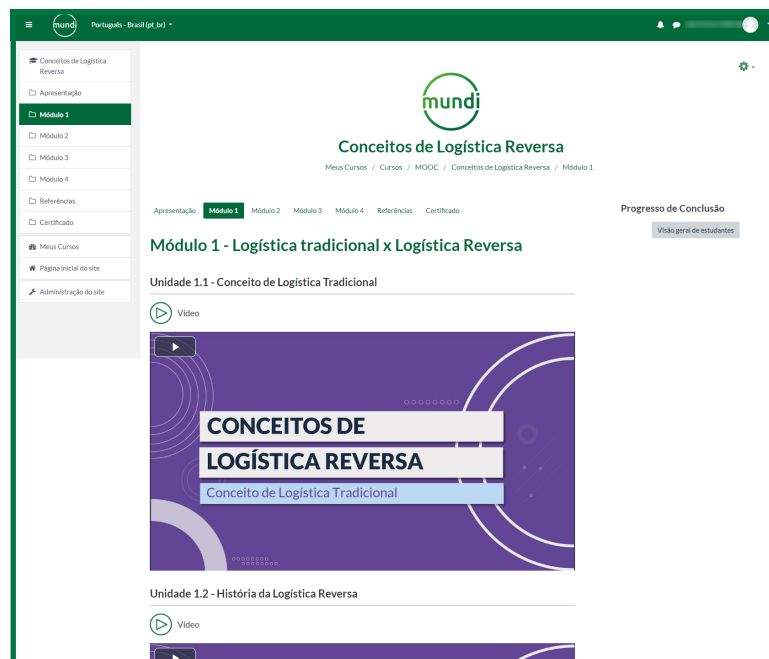 mundi
Português - Brasil (pt_br)
Conceitos de Logística
Reversa
Apresentação
Módulo 1
Módulo 2
Módulo 3
Módulo 4
Referências
Certificado
Meus Cursos
Página inicial do site
Administração do site
mundi
Conceitos de Logística Reversa
Meus Cursos / Cursos / MOOC / Conceitos de Logística Reversa / Módulo 1
Apresentação Módulo 1 Módulo 2 Módulo 3 Módulo 4 Referências Certificado
Progresso de Conclusão
Visão geral de estudantes
Módulo 1 - Logística tradicional x Logística Reversa
Unidade 1.1 - Conceito de Logística Tradicional
Vídeo
CONCEITOS DE
LOGÍSTICA REVERSA
Conceito de Logística Tradicional
Unidade 1.2 - História da Logística Reversa
Vídeo